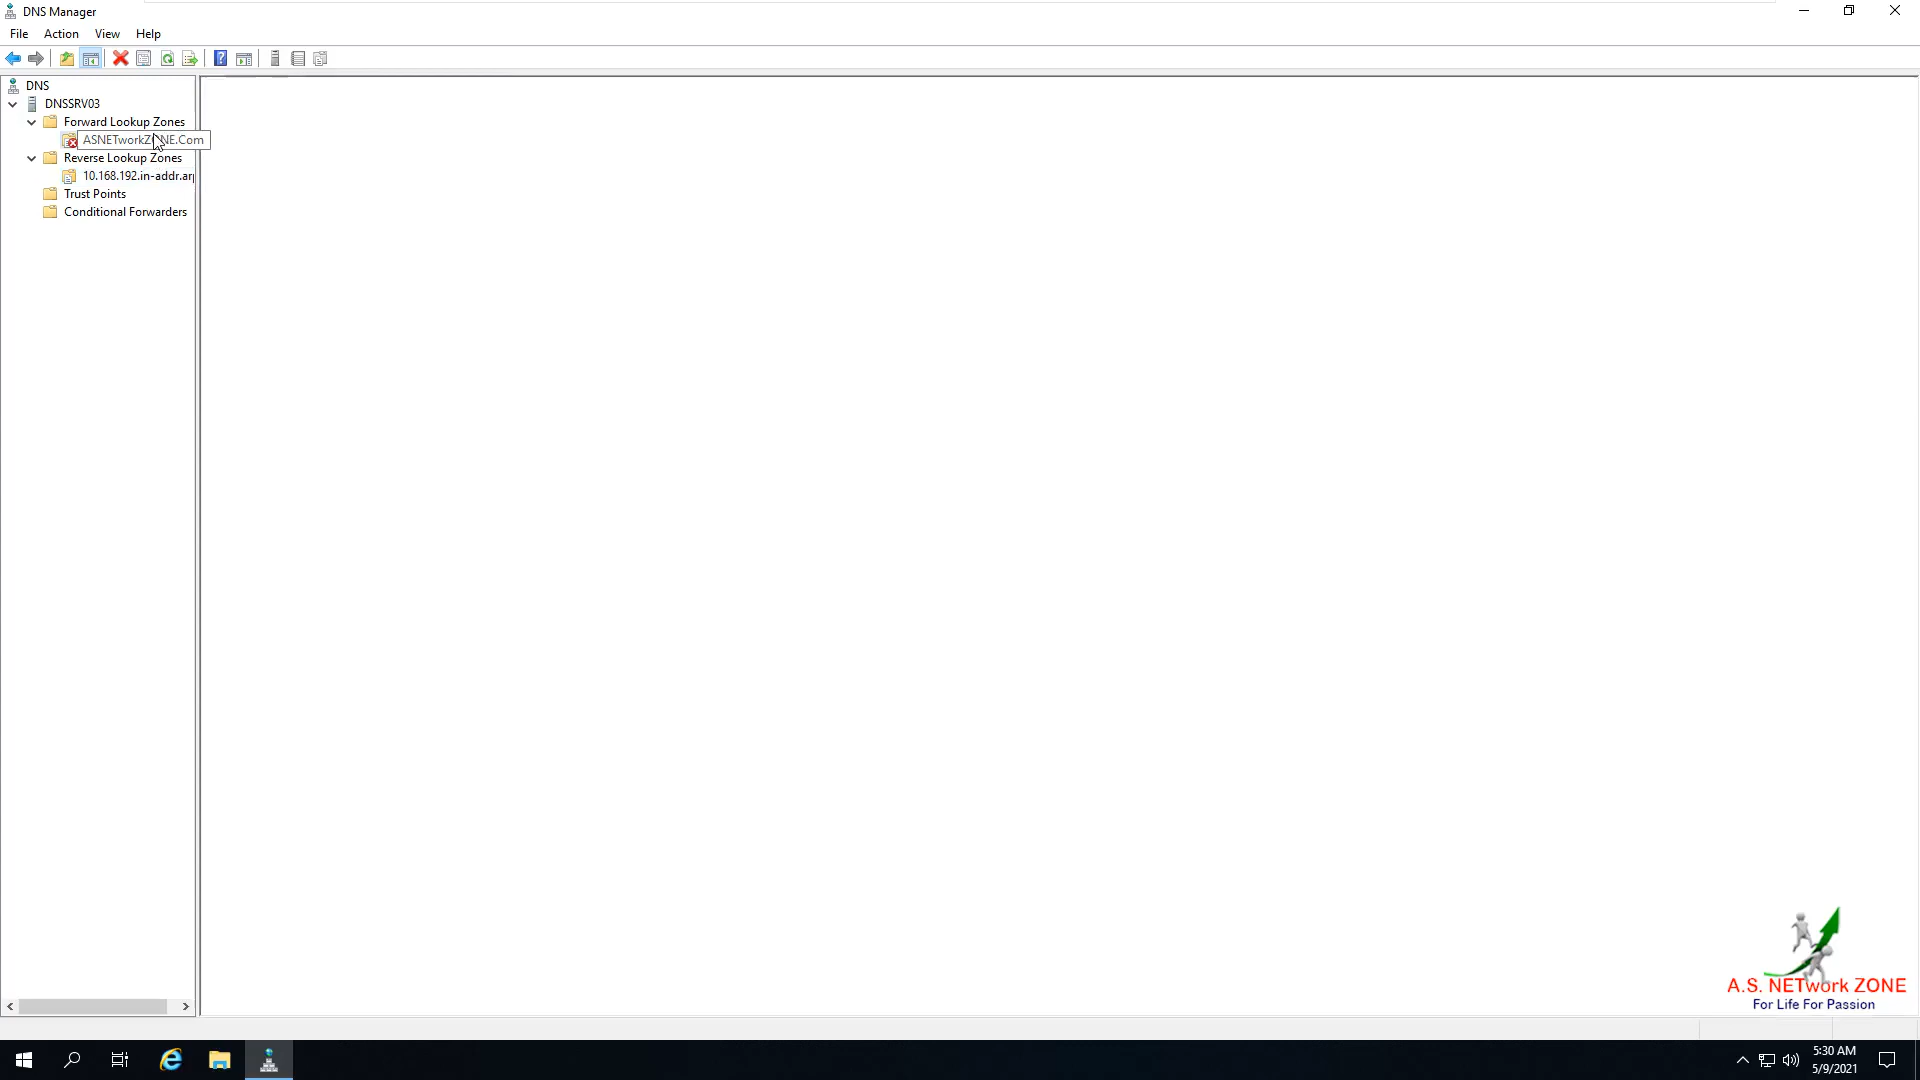 DNS Manager
File Action View Help
DNS
DNSSRV03
Forward Lookup Zones
ASNETworkZONE.Com
Reverse Lookup Zones
10.168.192.in-addr.arp
Trust Points
Conditional Forwarders
A.S. NETwork ZONE
For Life For Passion
5:30 AM
5/9/2021